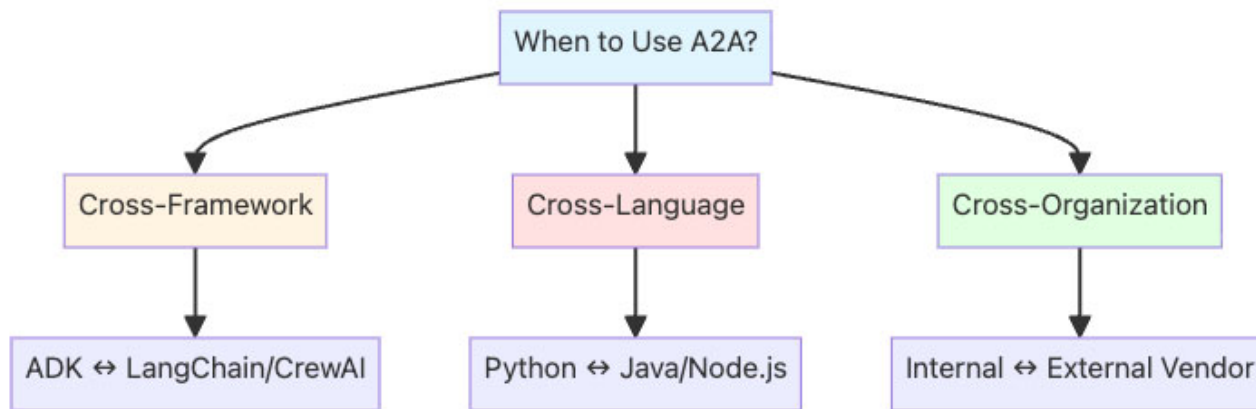 When to Use A2A?
Cross-Framework
Cross-Language
Cross-Organization
ADK ↔ LangChain/CrewAI
Python ↔ Java/Node.js
Internal ↔ External Vendor